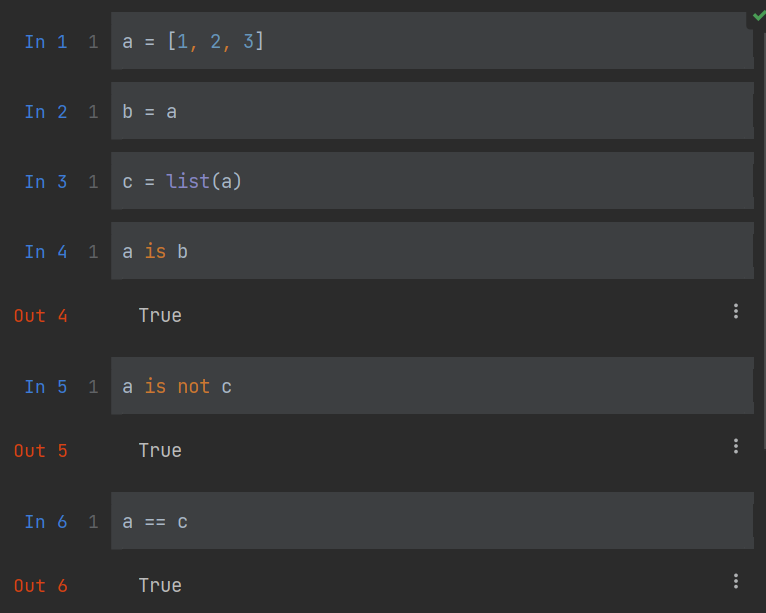 In 1 1 a = [1, 2, 3]
In 2 1 b = a
In 3 1 c = list(a)
In 4 1 a is b
Out 4 True
In 5 1 a is not c
Out 5 True
In 6 1 a == c
Out 6 True